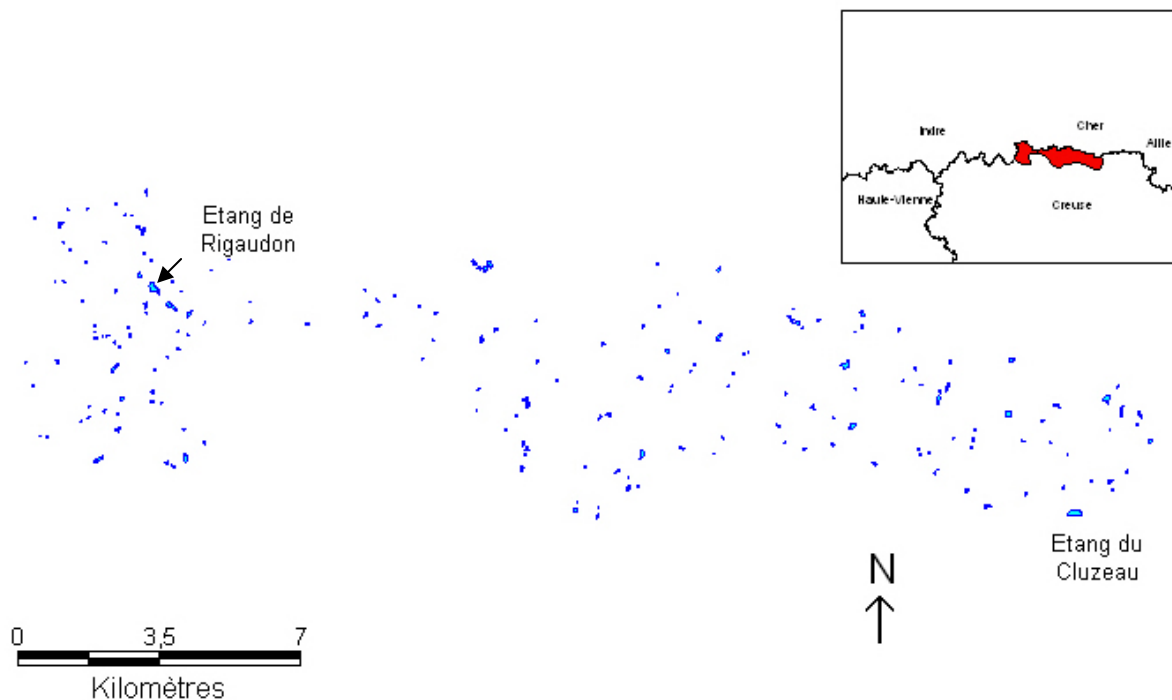 Indre
Cher
Allie
Haute-Vienne
Creuse
Etang de
Rigaudon
Etang du
Cluzeau
N
0
3,5
7
Kilomètres